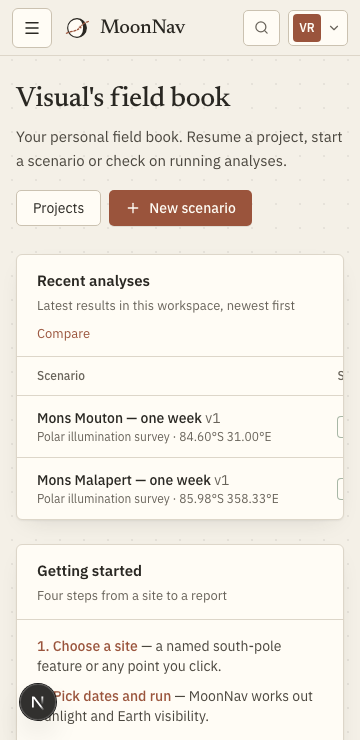 MoonNav
VR
Visual's field book
Your personal field book. Resume a project, start
a scenario or check on running analyses.
Projects
+ New scenario
Recent analyses
Latest results in this workspace, newest first
Compare
Scenario
Mons Mouton — one week v1
Polar illumination survey · 84.60°S 31.00°E
Mons Malapert — one week v1
Polar illumination survey · 85.98°S 358.33°E
Getting started
Four steps from a site to a report
1. Choose a site — a named south-pole
feature or any point you click.
Pick dates and run — MoonNav works out
and Earth visibility.
N